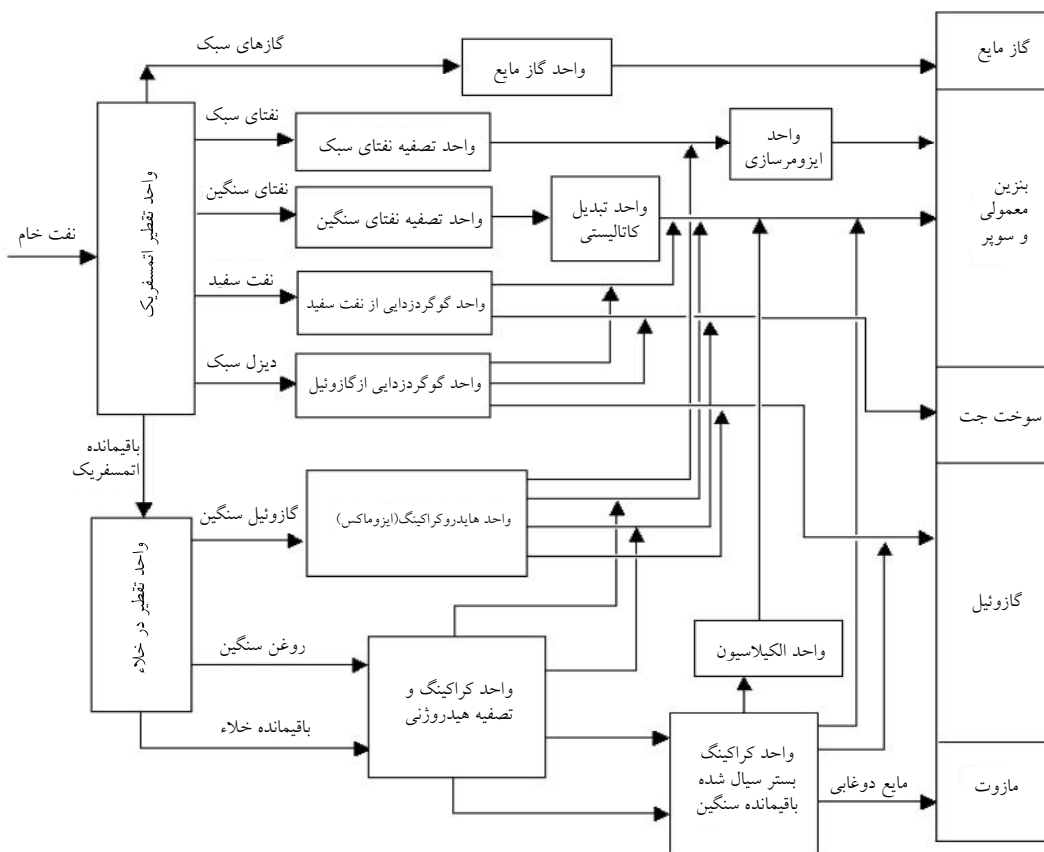 گازهای سبک
واحد گاز مایع
گاز مایع
نفتای سبک
واحد تصفیه نفتای سبک
واحد
ایزومرسازی
نفتای سنگین
واحد تصفیه نفتای سنگین
واحد تبدیل
کاتالیستی
بنزین
معمولی
و سوپر
نفت خام
واحد تقطیر اتمسفریک
نفت سفید
واحد گوگردزدایی از نفت سفید
دیزل سبک
واحد گوگردزدایی ازگازوئیل
سوخت جت
باقیمانده
اتمسفریک
گازوئیل سنگین
واحد هایدروکراکینگ(ایزوماکس)
واحد تقطیر در خلاء
گازوئیل
روغن سنگین
واحد کراکینگ و
تصفیه هیدروژنی
واحد الکیلاسیون
باقیمانده خلاء
واحد کراکینگ
بستر سیال شده
باقیمانده سنگین
مایع دوغابی
مازوت